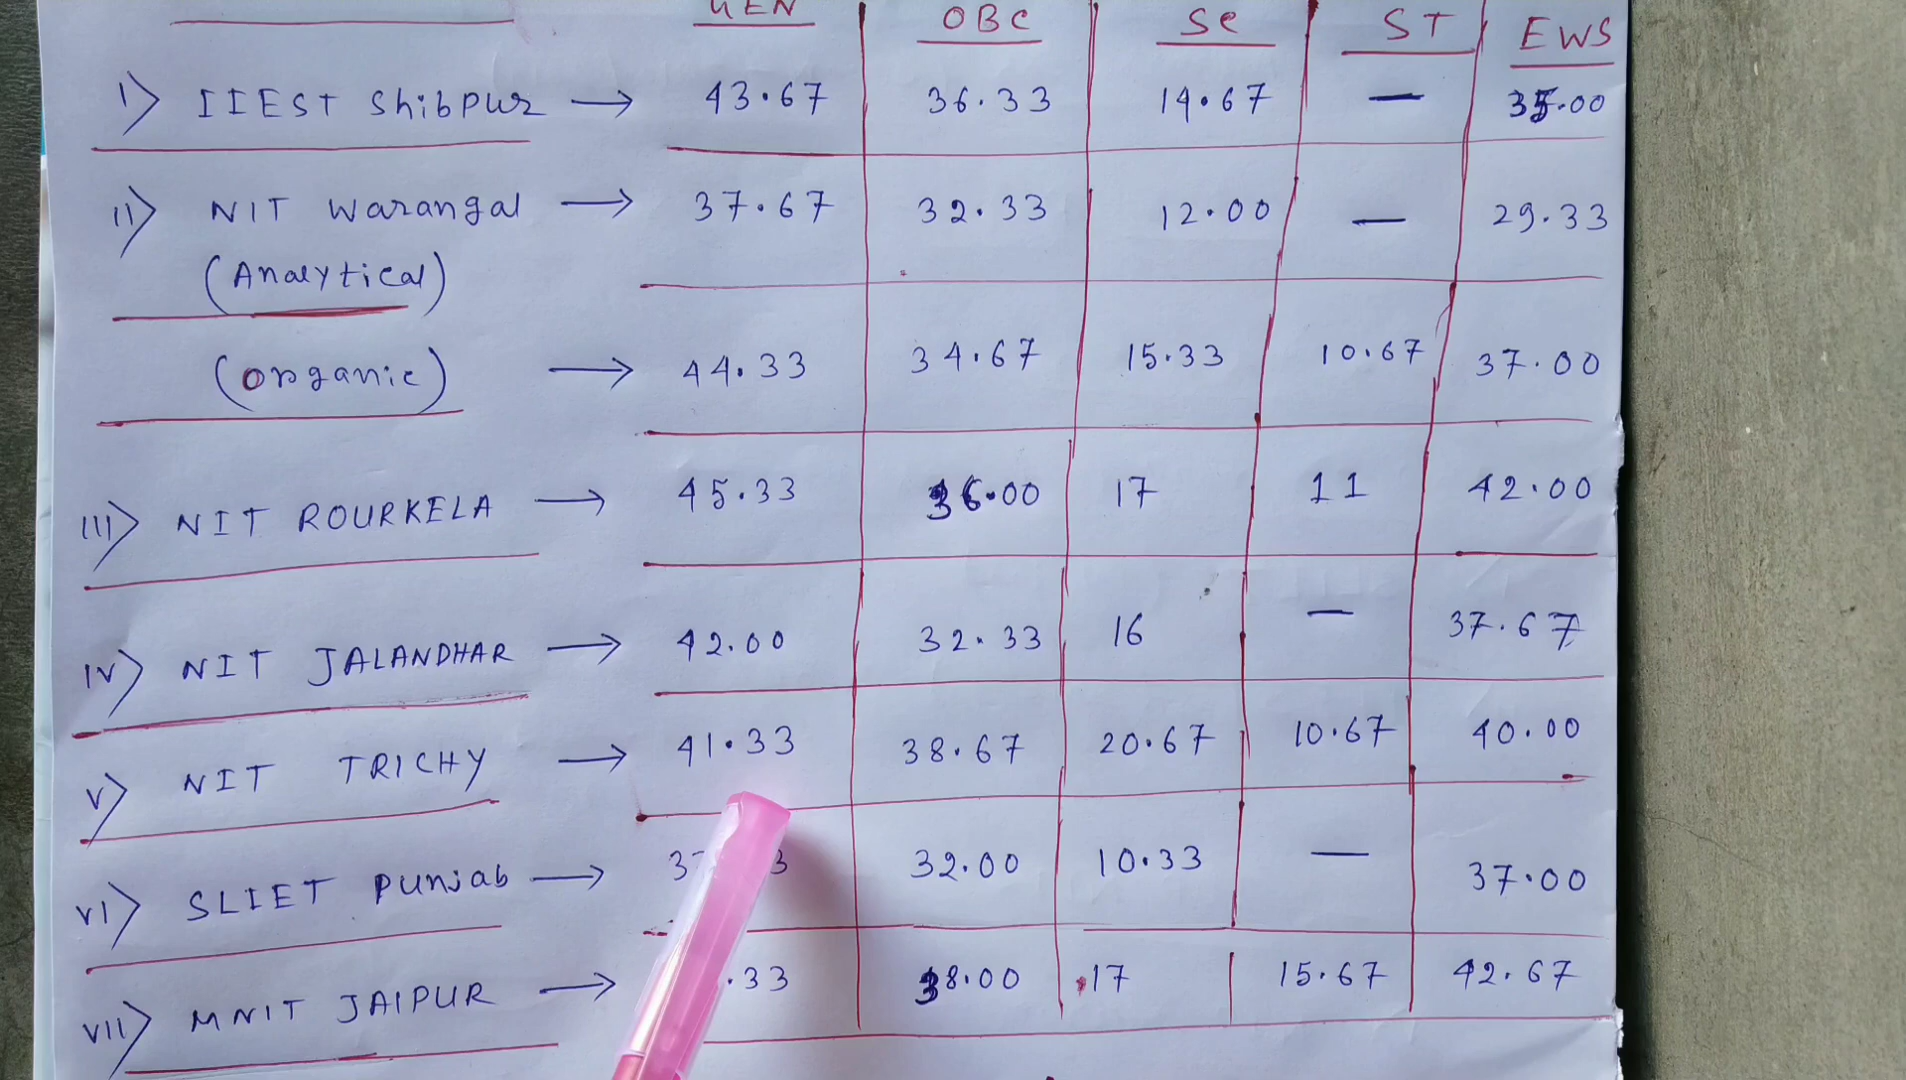 GEN OBC SC ST EWS
I) IIEST Shibpur → 43.67 36.33 14.67 — 35.00
II) NIT Warangal → 37.67 32.33 12.00 — 29.33
(Analytical)
(Organic) → 44.33 34.67 15.33 10.67 37.00
III) NIT ROURKELA → 45.33 36.00 17 11 42.00
IV) NIT JALANDHAR → 42.00 32.33 16 — 37.67
V) NIT TRICHY → 41.33 38.67 20.67 10.67 40.00
VI) SLIET Punjab → 32.00 10.33 — 37.00
VII) MNIT JAIPUR → .33 38.00 17 15.67 42.67